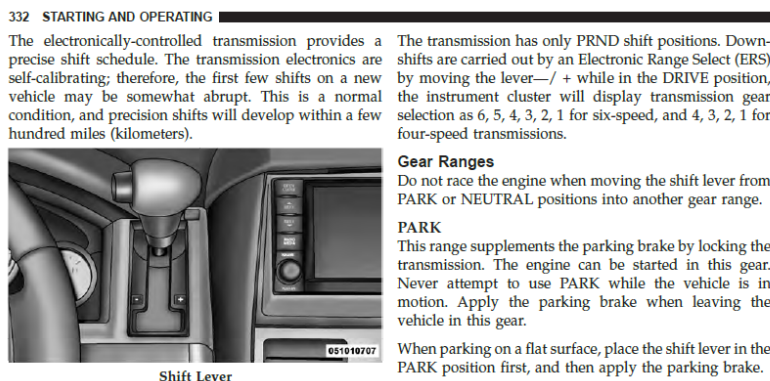 332 STARTING AND OPERATING
The electronically-controlled transmission provides a
precise shift schedule. The transmission electronics are
self-calibrating; therefore, the first few shifts on a new
vehicle may be somewhat abrupt. This is a normal
condition, and precision shifts will develop within a few
hundred miles (kilometers).
-
+
051010707
Shift Lever
The transmission has only PRND shift positions. Down-
shifts are carried out by an Electronic Range Select (ERS)
by moving the lever—/ + while in the DRIVE position,
the instrument cluster will display transmission gear
selection as 6, 5, 4, 3, 2, 1 for six-speed, and 4, 3, 2, 1 for
four-speed transmissions.
Gear Ranges
Do not race the engine when moving the shift lever from
PARK or NEUTRAL positions into another gear range.
PARK
This range supplements the parking brake by locking the
transmission. The engine can be started in this gear.
Never attempt to use PARK while the vehicle is in
motion. Apply the parking brake when leaving the
vehicle in this gear.
When parking on a flat surface, place the shift lever in the
PARK position first, and then apply the parking brake.